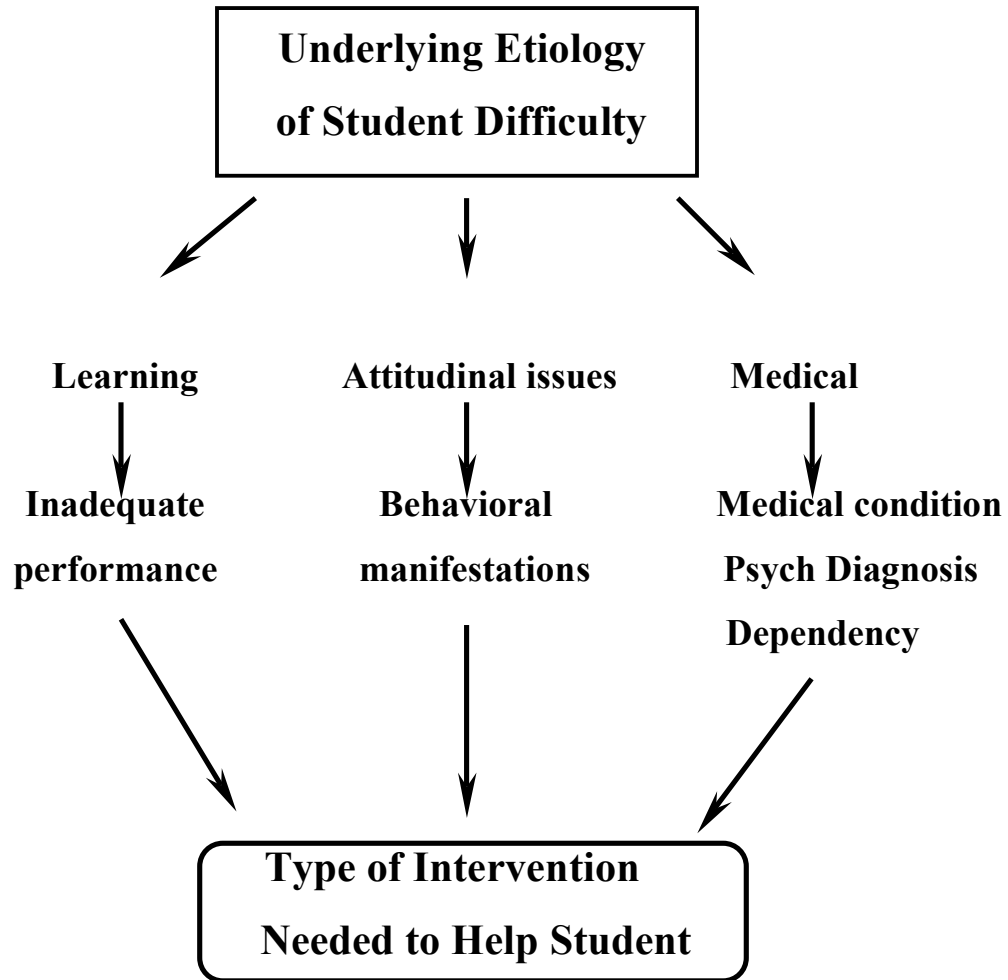 Underlying Etiology
of Student Difficulty
Learning
Attitudinal issues
Medical
Inadequate
performance
Behavioral
manifestations
Medical condition
Psych Diagnosis
Dependency
Type of Intervention
Needed to Help Student